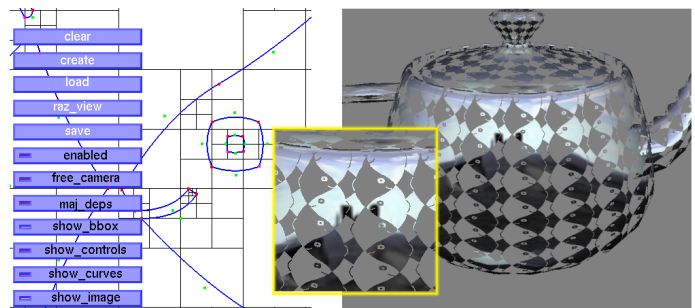 clear
create
load
raz_view
save
enabled
free_camera
maj_deps
show_bbox
show_controls
show_curves
show_image